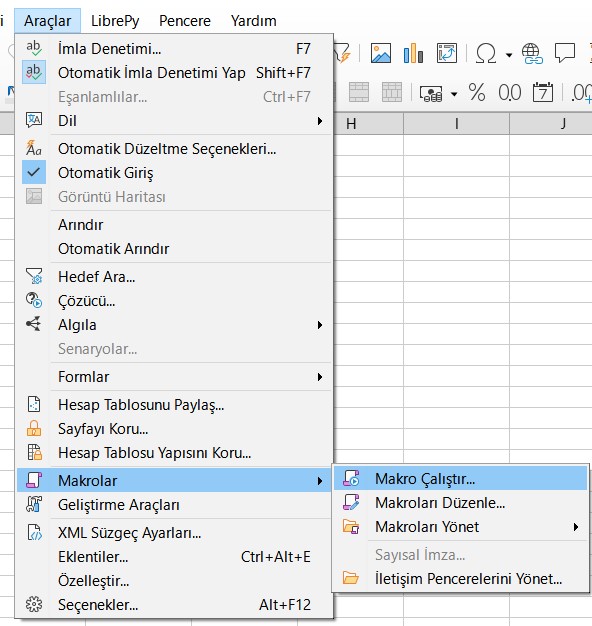 Araçlar LibrePy Pencere Yardım
İmla Denetimi... F7
Otomatik İmla Denetimi Yap Shift+F7
Eşanlamlılar... Ctrl+F7
Dil
Otomatik Düzeltme Seçenekleri...
Otomatik Giriş
Görüntü Haritası
Arındır
Otomatik Arındır
Hedef Ara...
Çözücü...
Algıla
Senaryolar...
Formlar
Hesap Tablosunu Paylaş...
Sayfayı Koru...
Hesap Tablosu Yapısını Koru...
Makrolar
Geliştirme Araçları
XML Süzgeç Ayarları...
Eklentiler... Ctrl+Alt+E
Özelleştir...
Seçenekler... Alt+F12
% 0.0 7 .00
H I J
Makro Çalıştır...
Makroları Düzenle...
Makroları Yönet
Sayısal İmza...
İletişim Pencerelerini Yönet...